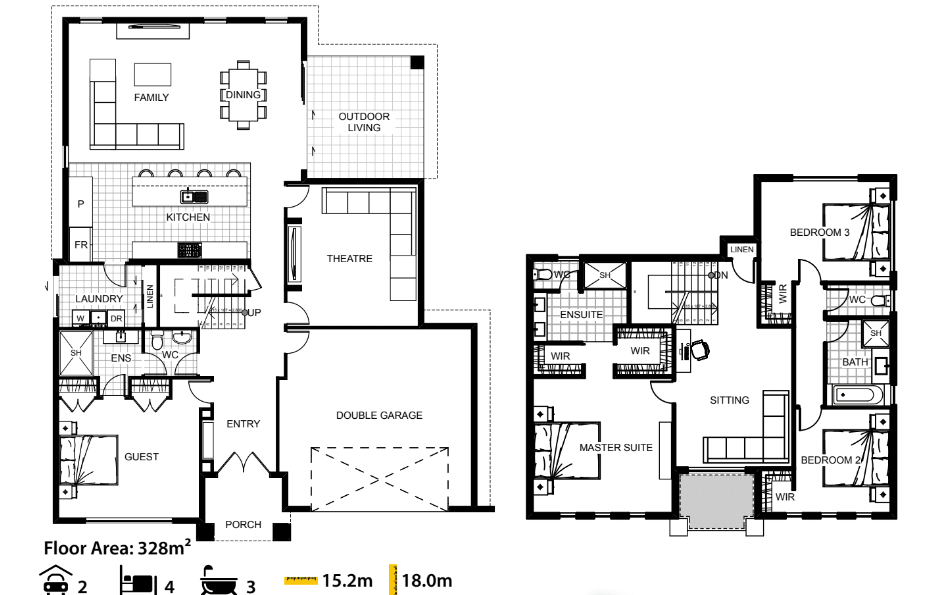 FAMILY
DINING
OUTDOOR
LIVING
P
KITCHEN
FR
THEATRE
LAUNDRY
LINEN
W
DR
UP
SH
ENS
WC
ENTRY
DOUBLE GARAGE
GUEST
PORCH
BEDROOM 3
LINEN
WC
SH
DN
WIR
WC
ENSUITE
SH
WIR
WIR
BATH
SITTING
MASTER SUITE
BEDROOM 2
WIR
Floor Area: 328m²
2
4
3
15.2m
18.0m